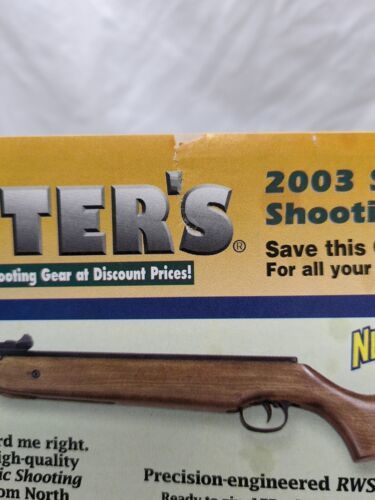 TER'S®
ooting Gear at Discount Prices!
2003 S
Shooti
Save this
For all your
rd me right.
igh-quality
ic Shooting
om North
Precision-engineered RWS